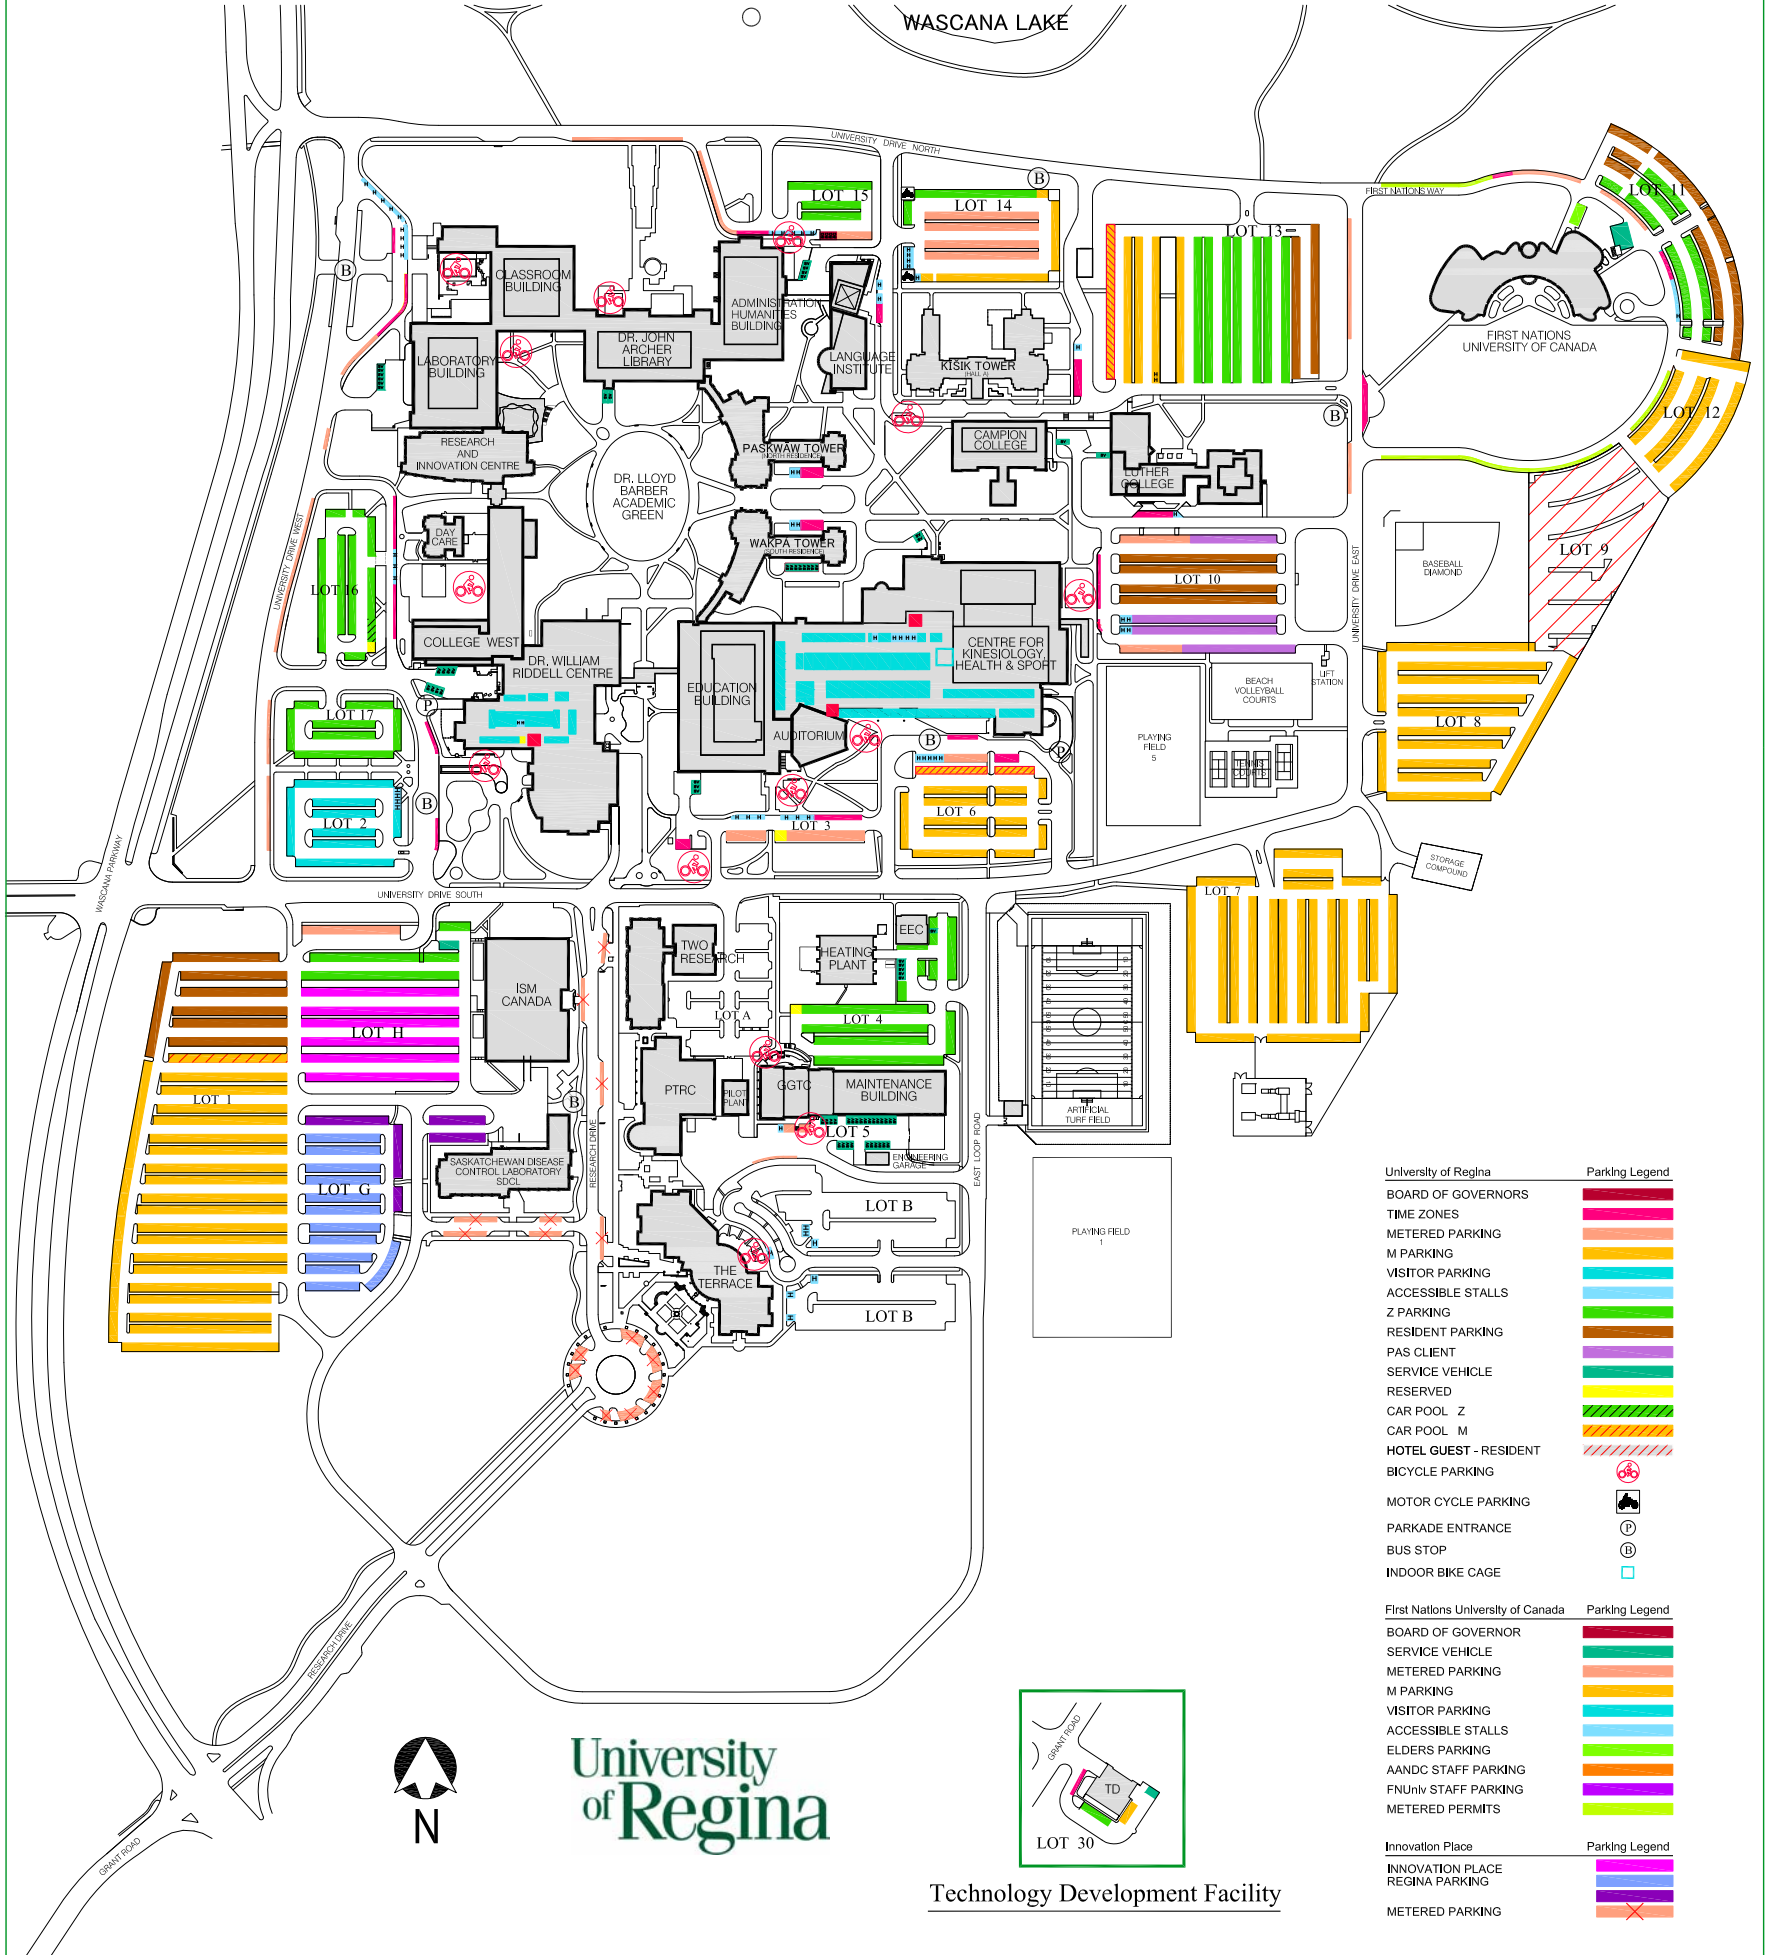 WASCANA LAKE
UNIVERSITY DRIVE NORTH
FIRST NATIONS WAY
LOT 11
LOT 15
LOT 14
LOT 13
B
CLASSROOM
BUILDING
ADMINISTRATION
HUMANITIES
BUILDING
DR. JOHN
ARCHER
LIBRARY
LABORATORY
BUILDING
LANGUAGE
INSTITUTE
KISIK TOWER
(HALL A)
FIRST NATIONS
UNIVERSITY OF CANADA
LOT 12
B
B
RESEARCH
AND
INNOVATION CENTRE
PASKWAW TOWER
(NORTH RESIDENCE)
CAMPION
COLLEGE
LUTHER
COLLEGE
DR. LLOYD
BARBER
ACADEMIC
GREEN
UNIVERSITY DRIVE WEST
DAY
CARE
WAKPA TOWER
(SOUTH RESIDENCE)
LOT 16
LOT 10
UNIVERSITY DRIVE EAST
BASEBALL
DIAMOND
LOT 9
COLLEGE WEST
DR. WILLIAM
RIDDELL CENTRE
EDUCATION
BUILDING
CENTRE FOR
KINESIOLOGY,
HEALTH & SPORT
BEACH
VOLLEYBALL
COURTS
LIFT
STATION
LOT 17
P
AUDITORIUM
B
P
PLAYING
FIELD
5
TENNIS
COURTS
LOT 8
LOT 2
B
LOT 3
LOT 6
WASCANA PARKWAY
UNIVERSITY DRIVE SOUTH
STORAGE
COMPOUND
LOT 7
TWO
RESEARCH
HEATING
PLANT
EEC
ISM
CANADA
LOT A
LOT 4
LOT H
LOT 1
PTRC
PILOT
PLANT
GGTC
MAINTENANCE
BUILDING
B
LOT 5
ARTIFICIAL
TURF FIELD
SASKATCHEWAN DISEASE
CONTROL LABORATORY
SDCL
LOT G
RESEARCH DRIVE
ENGINEERING
GARAGE
EAST LOOP ROAD
LOT B
PLAYING FIELD
1
THE
TERRACE
LOT B
RESEARCH DRIVE
GRANT ROAD
N
University
of Regina
GRANT ROAD
TD
LOT 30
Technology Development Facility
University of Regina Parking Legend
BOARD OF GOVERNORS
TIME ZONES
METERED PARKING
M PARKING
VISITOR PARKING
ACCESSIBLE STALLS
Z PARKING
RESIDENT PARKING
PAS CLIENT
SERVICE VEHICLE
RESERVED
CAR POOL Z
CAR POOL M
HOTEL GUEST - RESIDENT
BICYCLE PARKING
MOTOR CYCLE PARKING
PARKADE ENTRANCE P
BUS STOP B
INDOOR BIKE CAGE
First Nations University of Canada Parking Legend
BOARD OF GOVERNOR
SERVICE VEHICLE
METERED PARKING
M PARKING
VISITOR PARKING
ACCESSIBLE STALLS
ELDERS PARKING
AANDC STAFF PARKING
FNUniv STAFF PARKING
METERED PERMITS
Innovation Place Parking Legend
INNOVATION PLACE
REGINA PARKING
METERED PARKING